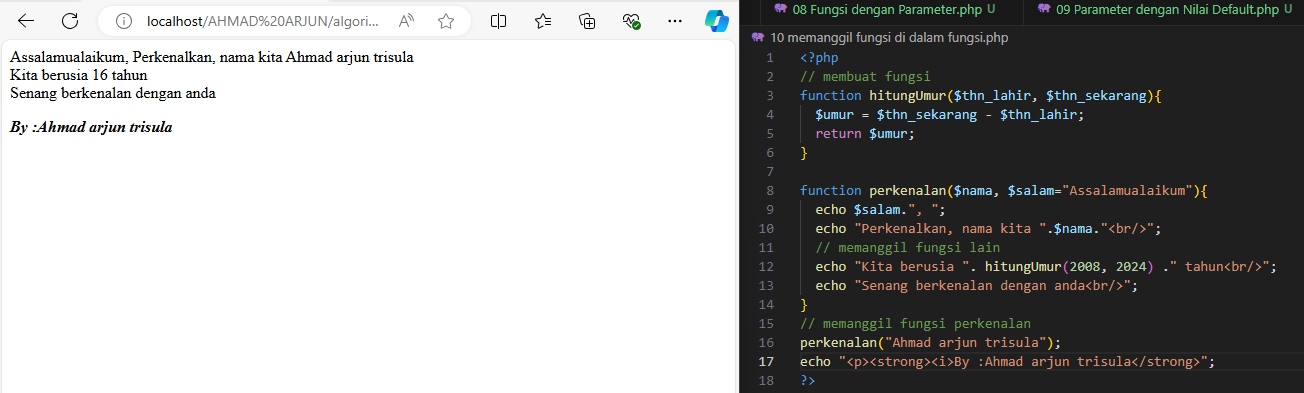 localhost/AHMAD%20ARJUN/algori...
Assalamualaikum, Perkenalkan, nama kita Ahmad arjun trisula
Kita berusia 16 tahun
Senang berkenalan dengan anda
By :Ahmad arjun trisula
08 Fungsi dengan Parameter.php U
09 Parameter dengan Nilai Default.php U
10 memanggil fungsi di dalam fungsi.php
1 <?php
2 // membuat fungsi
3 function hitungUmur($thn_lahir, $thn_sekarang){
4 $umur = $thn_sekarang - $thn_lahir;
5 return $umur;
6 }
7
8 function perkenalan($nama, $salam="Assalamualaikum"){
9 echo $salam.", ";
10 echo "Perkenalkan, nama kita ".$nama."<br/>";
11 // memanggil fungsi lain
12 echo "Kita berusia ". hitungUmur(2008, 2024) ." tahun<br/>";
13 echo "Senang berkenalan dengan anda<br/>";
14 }
15 // memanggil fungsi perkenalan
16 perkenalan("Ahmad arjun trisula");
17 echo "<p><strong><i>By :Ahmad arjun trisula</strong>";
18 ?>